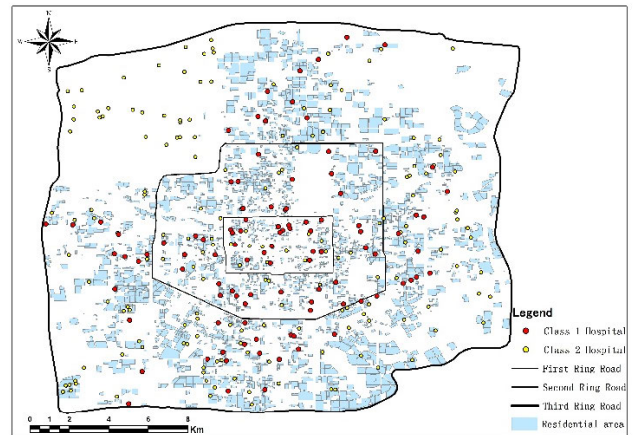 N
S
Legend
Class 1 Hospital
Class 2 Hospital
First Ring Road
Second Ring Road
Third Ring Road
Residential area
0 1 2 4 6 8
Km